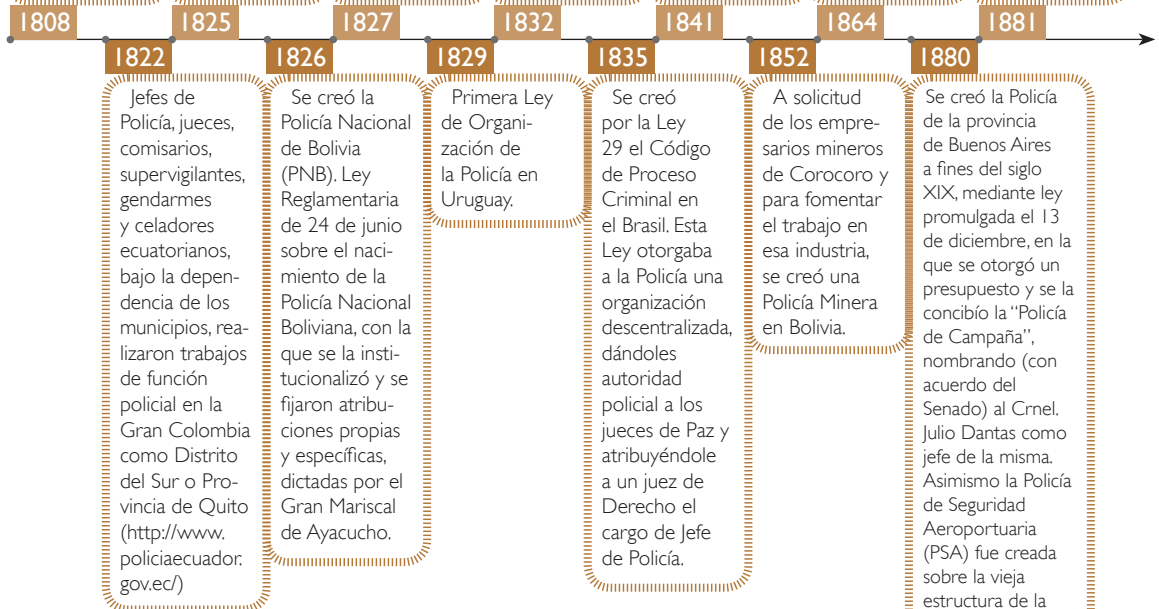 1808
1825
1827
1832
1841
1864
1881
1822
1826
1829
1835
1852
1880
Jefes de
Policía, jueces,
comisarios,
supervigilantes,
gendarmes
y celadores
ecuatorianos,
bajo la depen-
dencia de los
municipios, rea-
lizaron trabajos
de función
policial en la
Gran Colombia
como Distrito
del Sur o Pro-
vincia de Quito
(http://www.
policiaecuador.
gov.ec/)
Se creó la
Policía Nacional
de Bolivia
(PNB). Ley
Reglamentaria
de 24 de junio
sobre el naci-
miento de la
Policía Nacional
Boliviana, con la
que se la insti-
tucionalizó y se
fijaron atribu-
ciones propias
y específicas,
dictadas por el
Gran Mariscal
de Ayacucho.
Primera Ley
de Organi-
zación de
la Policía en
Uruguay.
Se creó
por la Ley
29 el Código
de Proceso
Criminal en
el Brasil. Esta
Ley otorgaba
a la Policía una
organización
descentralizada,
dándoles
autoridad
policial a los
jueces de Paz y
atribuyéndole
a un juez de
Derecho el
cargo de Jefe
de Policía.
A solicitud
de los empre-
sarios mineros
de Corocoro y
para fomentar
el trabajo en
esa industria,
se creó una
Policía Minera
en Bolivia.
Se creó la Policía
de la provincia
de Buenos Aires
a fines del siglo
XIX, mediante ley
promulgada el 13
de diciembre, en la
que se otorgó un
presupuesto y se la
concibío la “Policía
de Campaña”,
nombrando (con
acuerdo del
Senado) al Crnel.
Julio Dantas como
jefe de la misma.
Asimismo la Policía
de Seguridad
Aeroportuaria
(PSA) fue creada
sobre la vieja
estructura de la